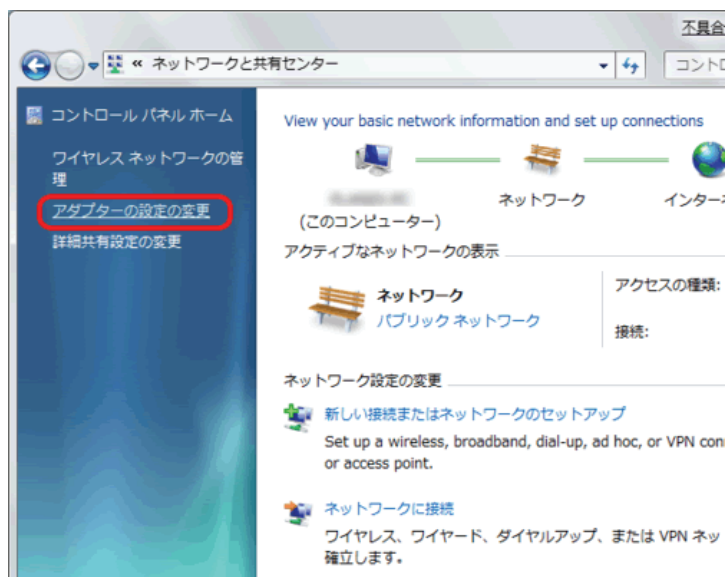 不具合
« ネットワークと共有センター
コントロ
コントロール パネル ホーム
ワイヤレス ネットワークの管
理
アダプターの設定の変更
詳細共有設定の変更
View your basic network information and set up connections
ネットワーク
インターネ
(このコンピューター)
アクティブなネットワークの表示
ネットワーク
パブリック ネットワーク
アクセスの種類:
接続:
ネットワーク設定の変更
新しい接続またはネットワークのセットアップ
Set up a wireless, broadband, dial-up, ad hoc, or VPN con
or access point.
ネットワークに接続
ワイヤレス、ワイヤード、ダイヤルアップ、または VPN ネッ
確立します。